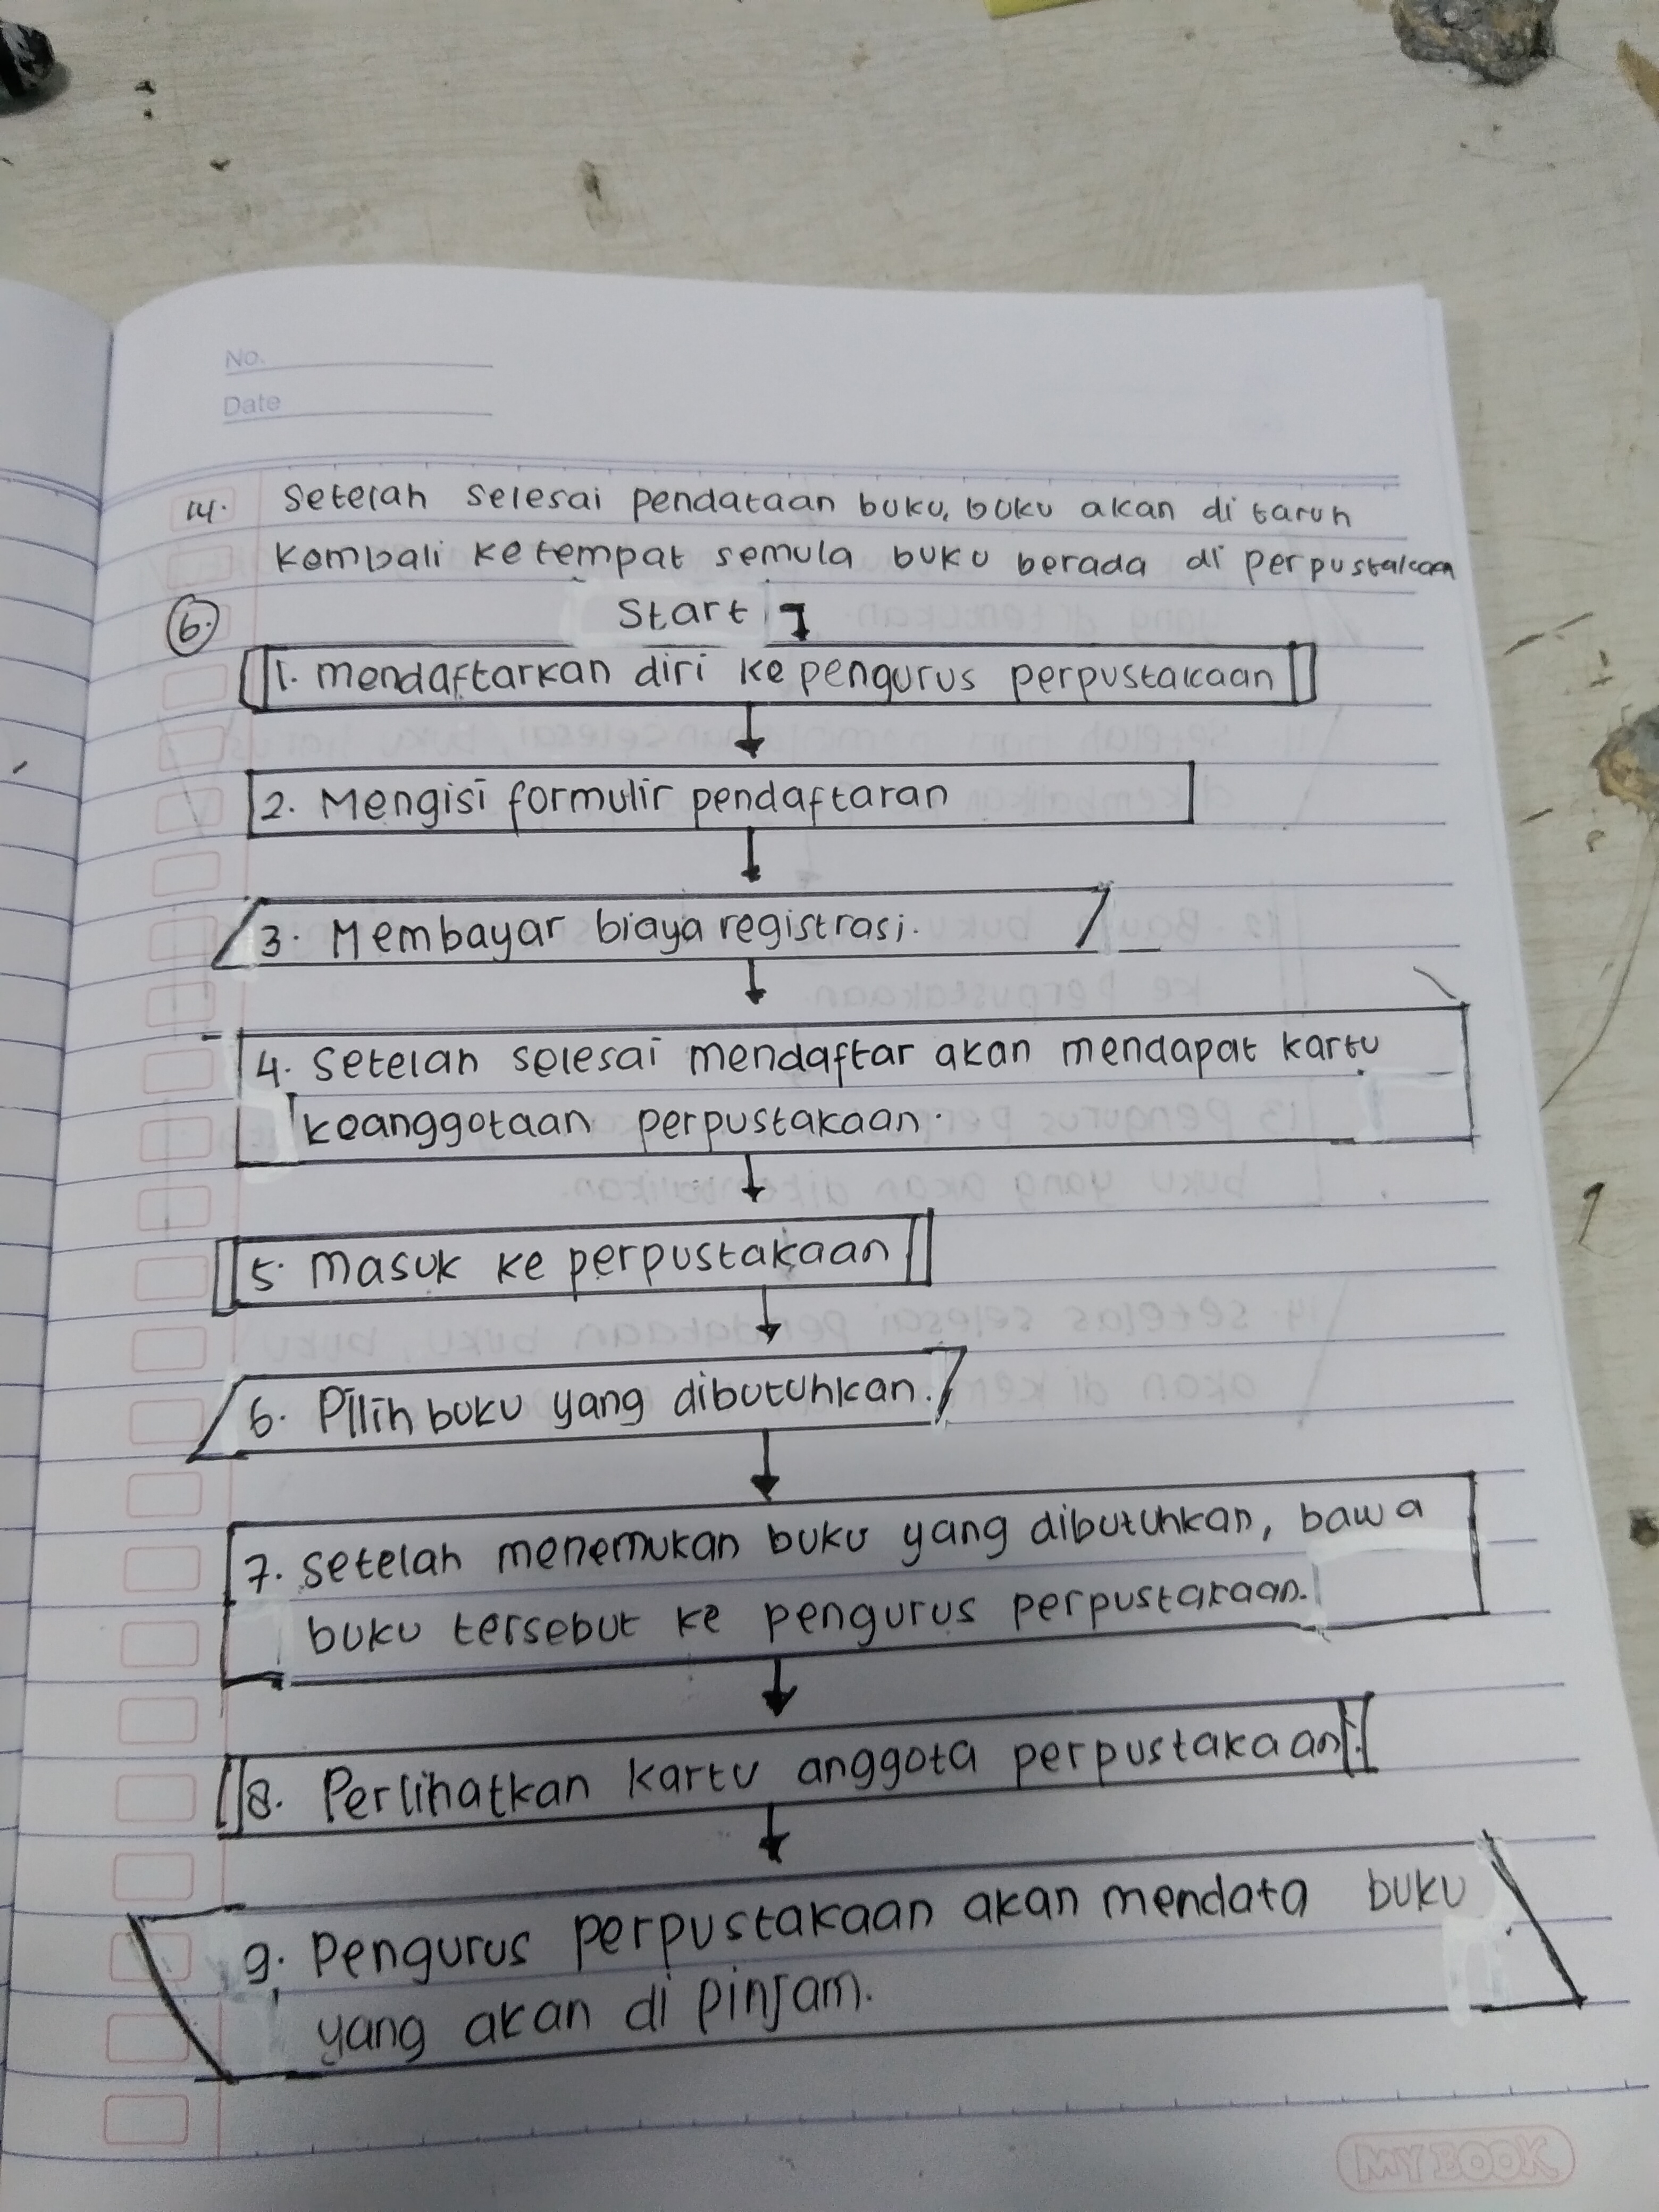 No.
Date
14. Setelah selesai pendataan buku, buku akan di taruh
kembali ke tempat semula buku berada di perpustakaan
6. Start
1. mendaftarkan diri ke pengurus perpustakaan
2. Mengisi formulir pendaftaran
3. Membayar biaya registrasi.
4. Setelah selesai mendaftar akan mendapat kartu
keanggotaan perpustakaan.
5. Masuk ke perpustakaan
6. Pilih buku yang dibutuhkan.
7. Setelah menemukan buku yang dibutuhkan, bawa
buku tersebut ke pengurus perpustakaan.
8. Perlihatkan kartu anggota perpustakaan.
9. Pengurus perpustakaan akan mendata buku
yang akan di pinjam.
MY BOOK